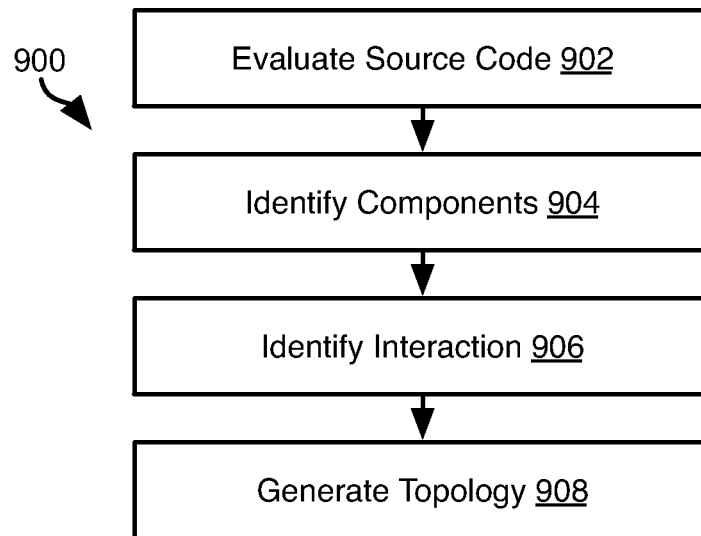 Evaluate Source Code 902
900
Identify Components 904
Identify Interaction 906
Generate Topology 908